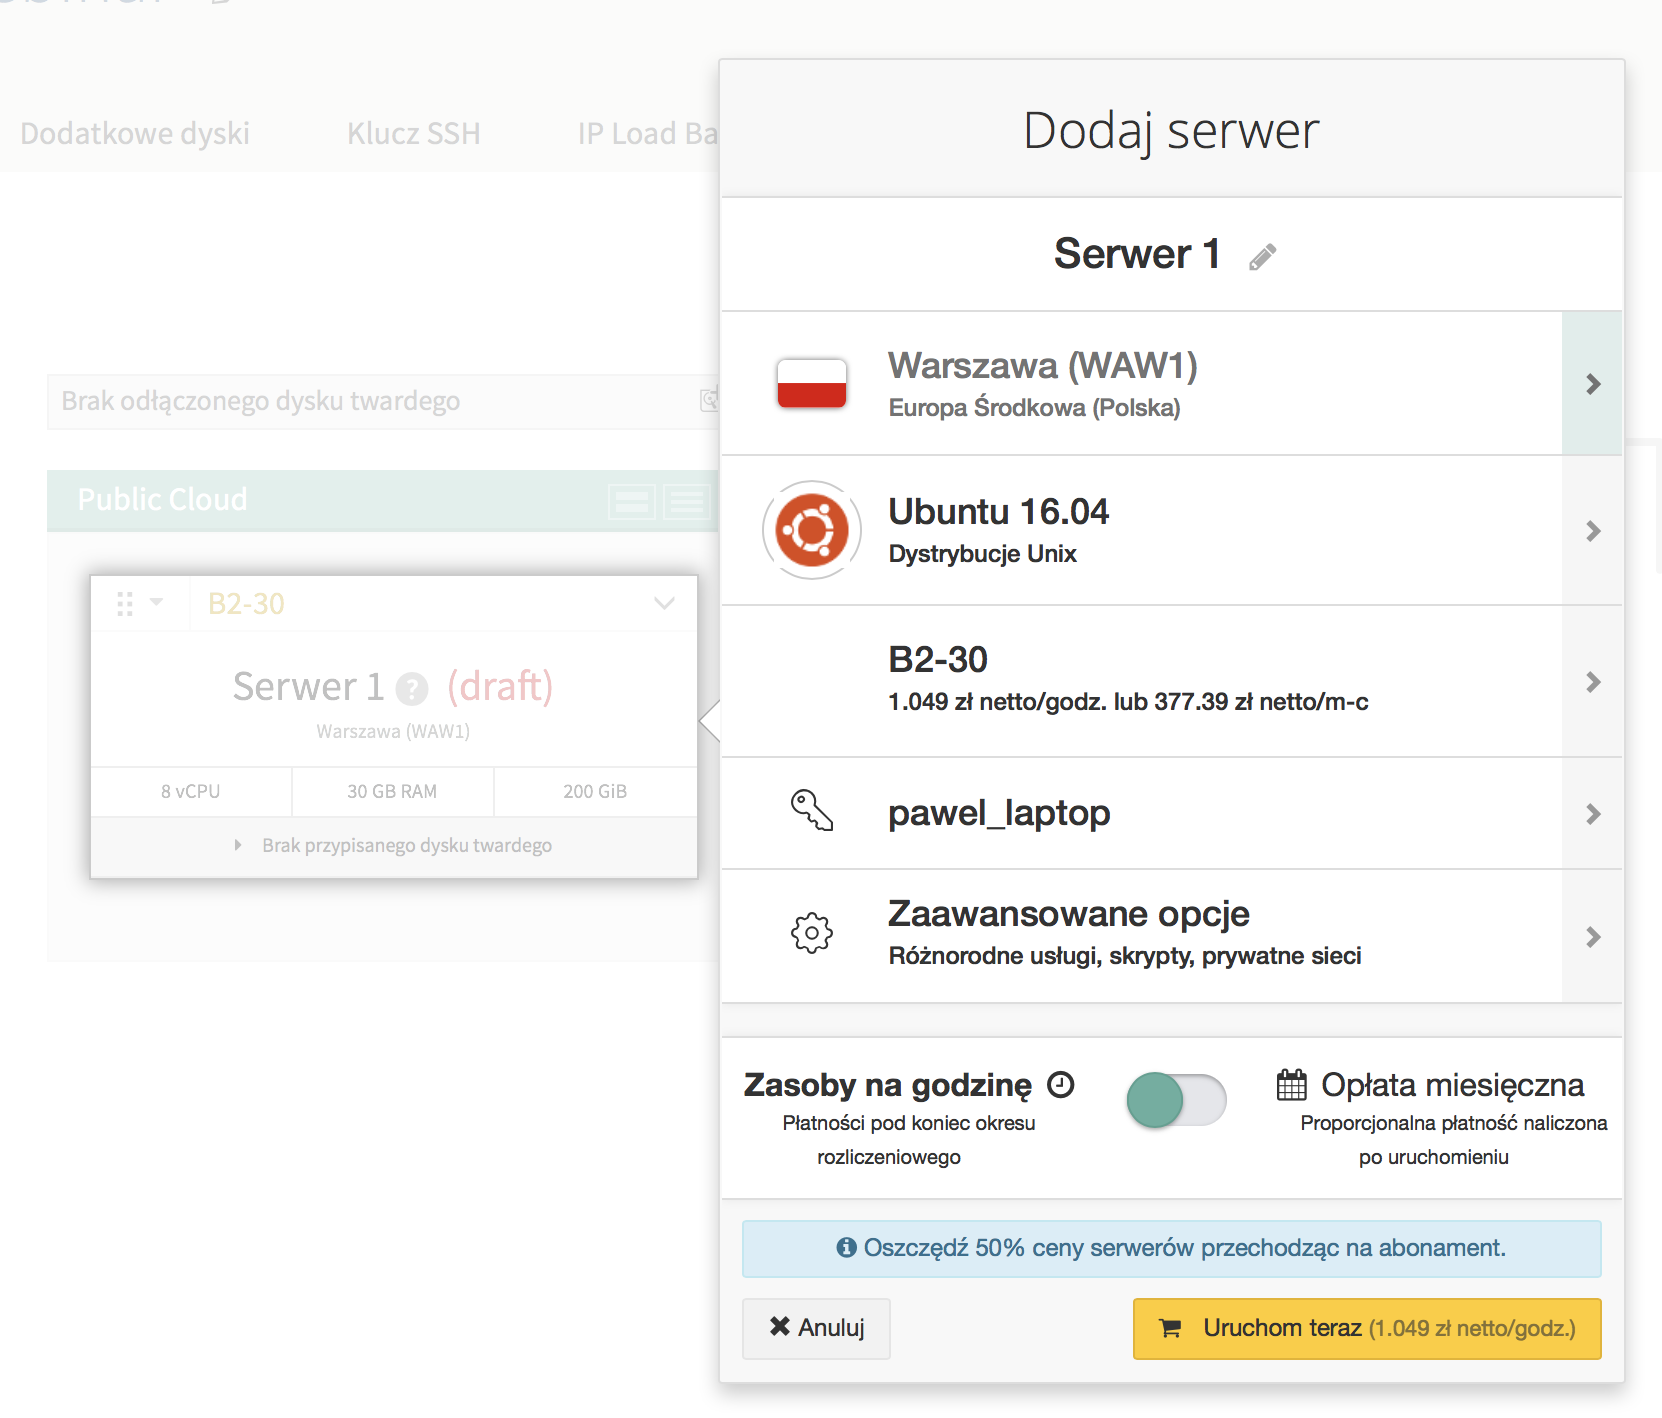 Dodatkowe dyski
Klucz SSH
IP Load Ba
Brak odłączonego dysku twardego
Public Cloud
B2-30
Serwer 1 ? (draft)
Warszawa (WAW1)
8 vCPU
30 GB RAM
200 GiB
Brak przypisanego dysku twardego
Dodaj serwer
Serwer 1
Warszawa (WAW1)
Europa Środkowa (Polska)
Ubuntu 16.04
Dystrybucje Unix
B2-30
1.049 zł netto/godz. lub 377.39 zł netto/m-c
pawel_laptop
Zaawansowane opcje
Różnorodne usługi, skrypty, prywatne sieci
Zasoby na godzinę
Płatności pod koniec okresu
rozliczeniowego
Opłata miesięczna
Proporcjonalna płatność naliczona
po uruchomieniu
Oszczędź 50% ceny serwerów przechodząc na abonament.
Anuluj
Uruchom teraz (1.049 zł netto/godz.)